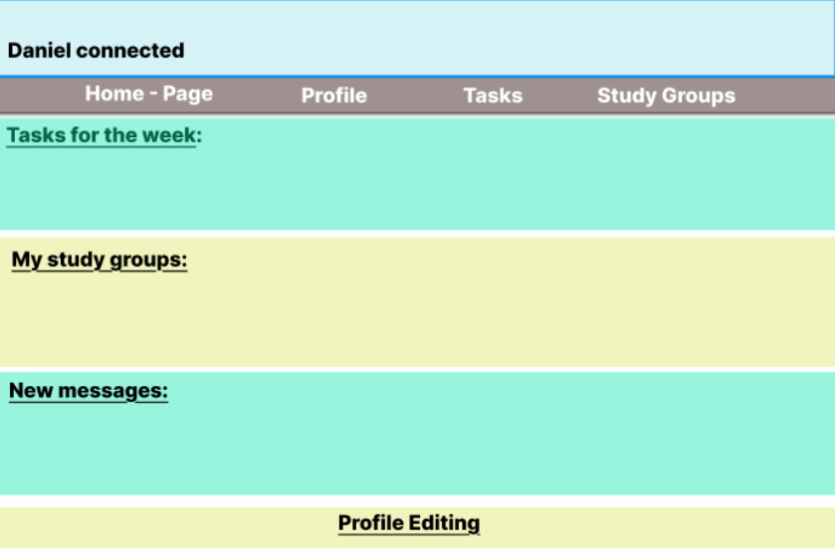 Daniel connected
Home - Page Profile Tasks Study Groups
Tasks for the week:
My study groups:
New messages:
Profile Editing